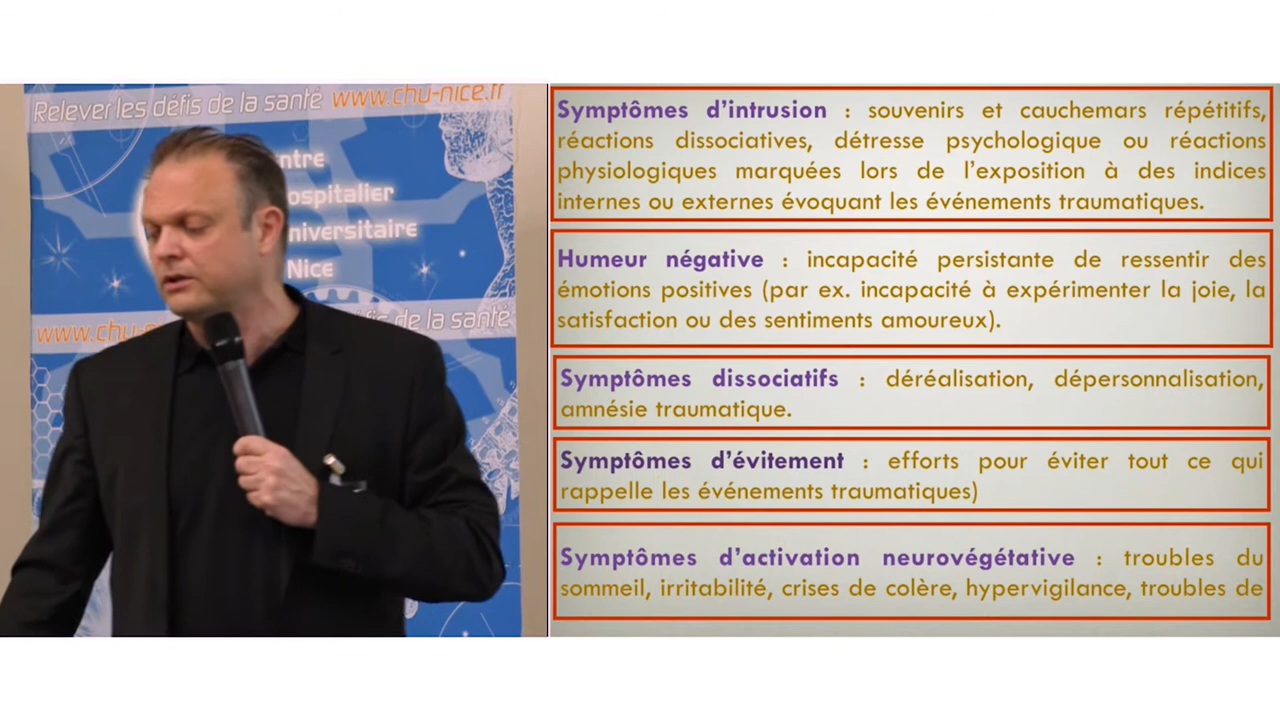 Relever les défis de la santé www.chu-nice.fr
ntre
ospitalier
niversitaire
Nice
www.chu-n
fis de la santé
Symptômes d'intrusion : souvenirs et cauchemars répétitifs,
réactions dissociatives, détresse psychologique ou réactions
physiologiques marquées lors de l'exposition à des indices
internes ou externes évoquant les événements traumatiques.
Humeur négative : incapacité persistante de ressentir des
émotions positives (par ex. incapacité à expérimenter la joie, la
satisfaction ou des sentiments amoureux).
Symptômes dissociatifs : déréalisation, dépersonnalisation,
amnésie traumatique.
Symptômes d'évitement : efforts pour éviter tout ce qui
rappelle les événements traumatiques)
Symptômes d'activation neurovégétative : troubles du
sommeil, irritabilité, crises de colère, hypervigilance, troubles de